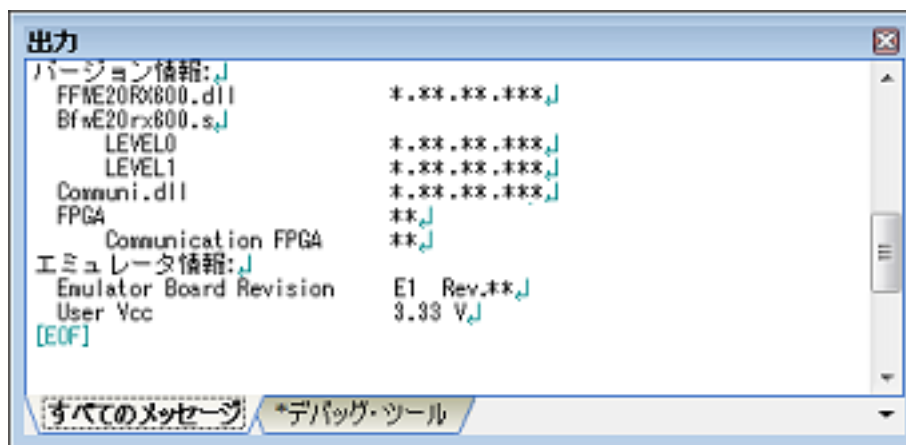 出力
バージョン情報:↲
FFWE20RX600.dll *.**.**.***↲
BfwE20rx600.s↲
LEVEL0 *.**.**.***↲
LEVEL1 *.**.**.***↲
Communi.dll *.**.**.***↲
FPGA **↲
Communication FPGA **↲
エミュレータ情報:↲
Emulator Board Revision E1 Rev.**↲
User Vcc 3.33 V↲
[EOF]
すべてのメッセージ *デバッグ・ツール